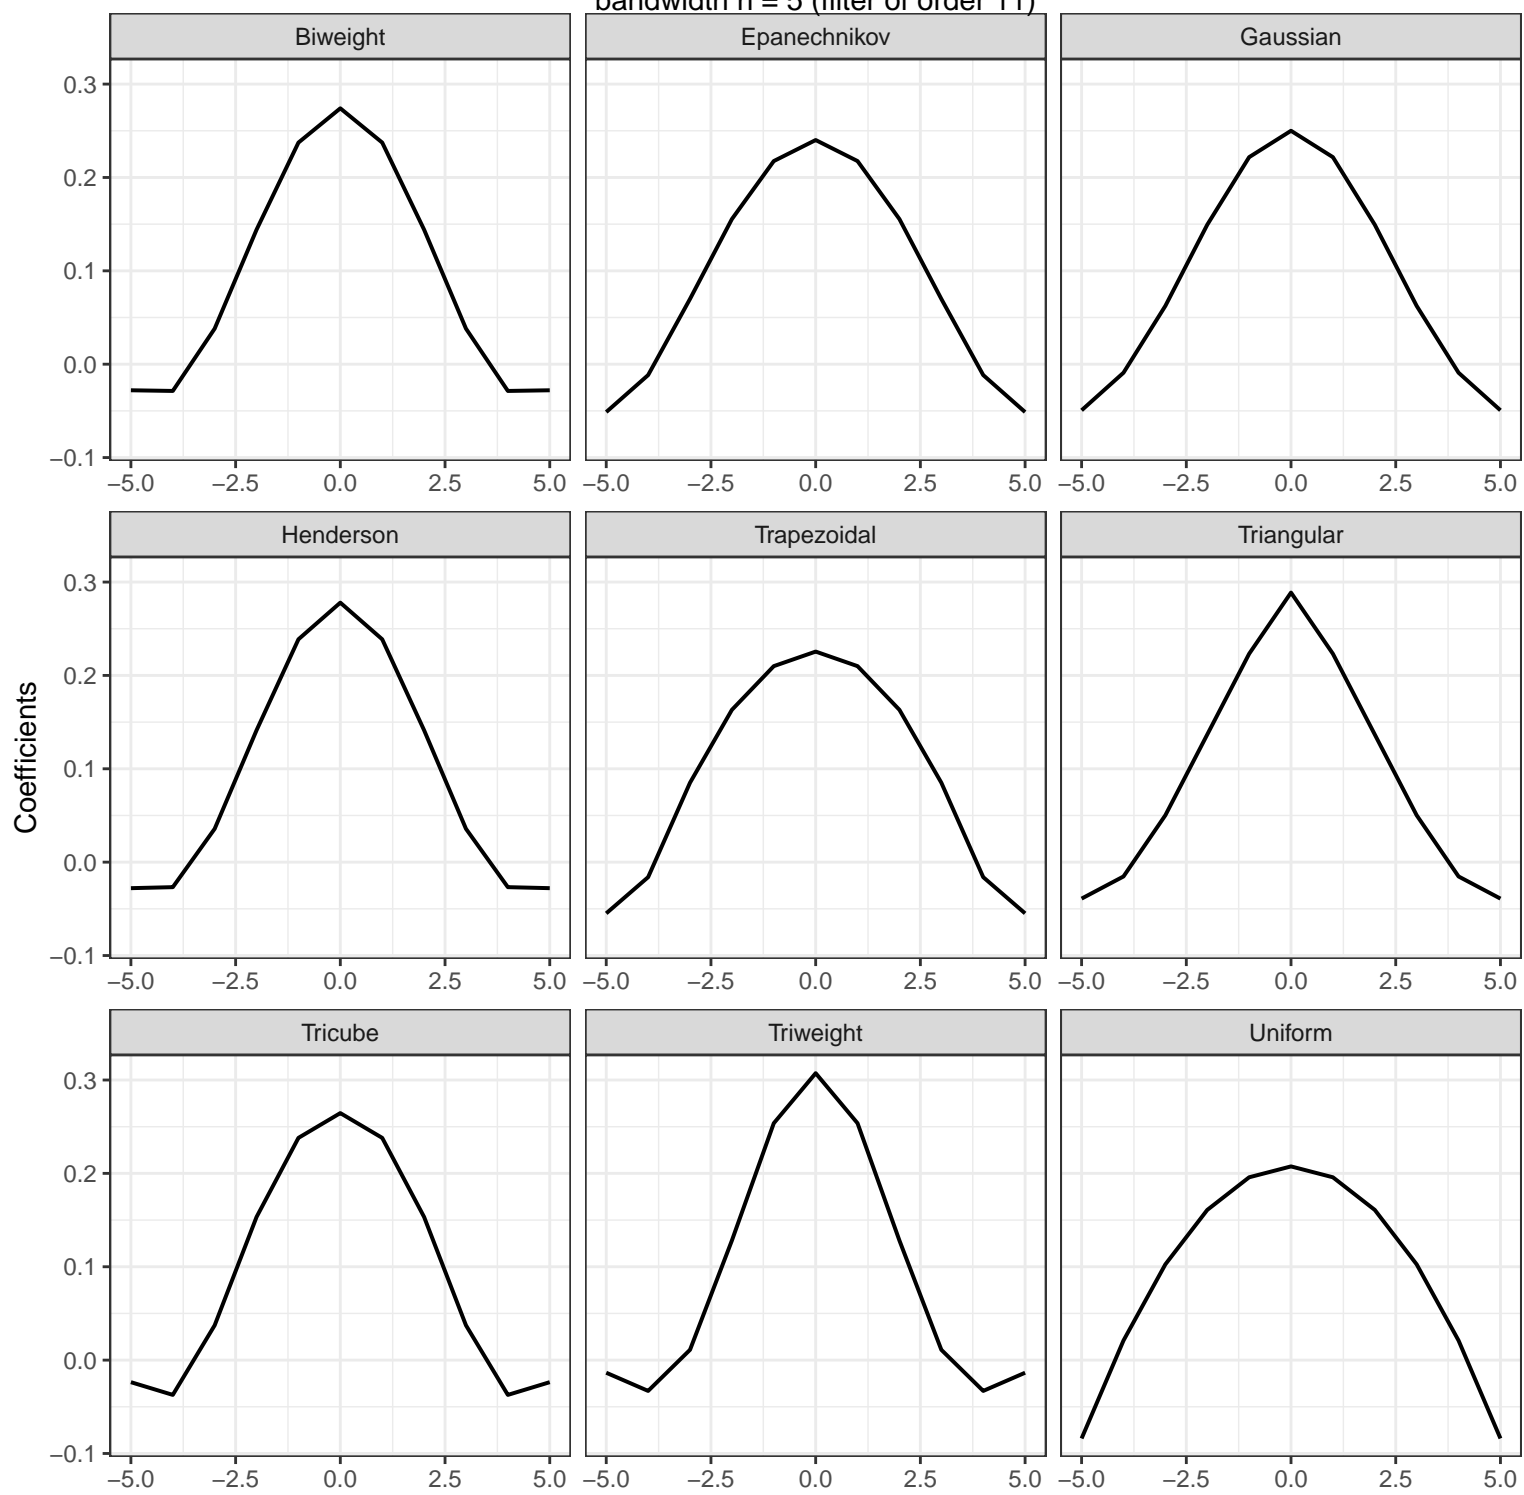 bandwidth h = 5 (filter of order 11)
Biweight Epanechnikov Gaussian
0.3
0.2
0.1
0.0
−0.1
−5.0 −2.5 0.0 2.5 5.0 −5.0 −2.5 0.0 2.5 5.0 −5.0 −2.5 0.0 2.5 5.0
Henderson Trapezoidal Triangular
0.3
0.2
0.1
0.0
−0.1
−5.0 −2.5 0.0 2.5 5.0 −5.0 −2.5 0.0 2.5 5.0 −5.0 −2.5 0.0 2.5 5.0
Coefficients
Tricube Triweight Uniform
0.3
0.2
0.1
0.0
−0.1
−5.0 −2.5 0.0 2.5 5.0 −5.0 −2.5 0.0 2.5 5.0 −5.0 −2.5 0.0 2.5 5.0